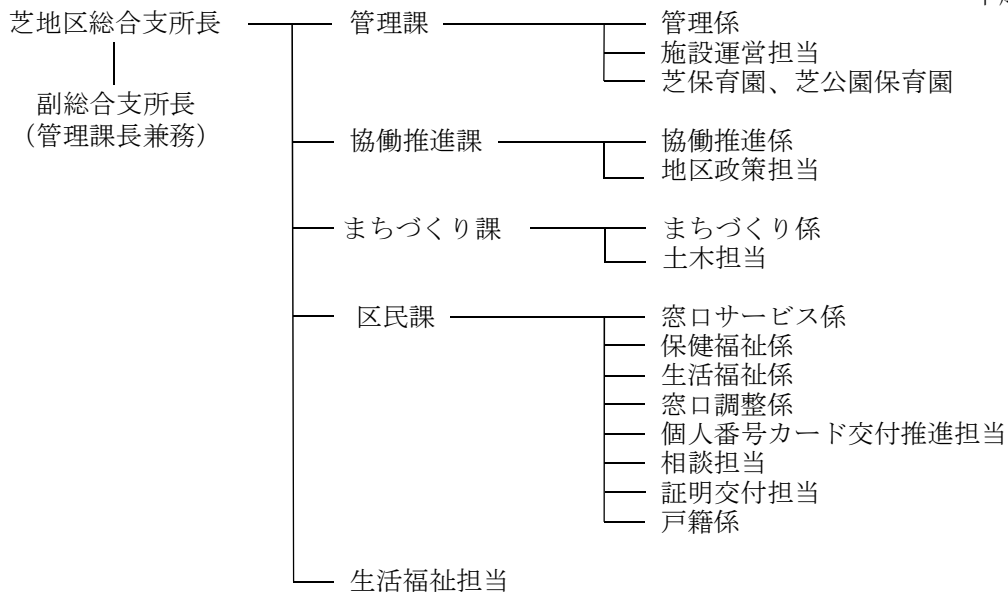 芝地区総合支所長
副総合支所長
（管理課長兼務）
管理課
管理係
施設運営担当
芝保育園、芝公園保育園
協働推進課
協働推進係
地区政策担当
まちづくり課
まちづくり係
土木担当
区民課
窓口サービス係
保健福祉係
生活福祉係
窓口調整係
個人番号カード交付推進担当
相談担当
証明交付担当
戸籍係
生活福祉担当